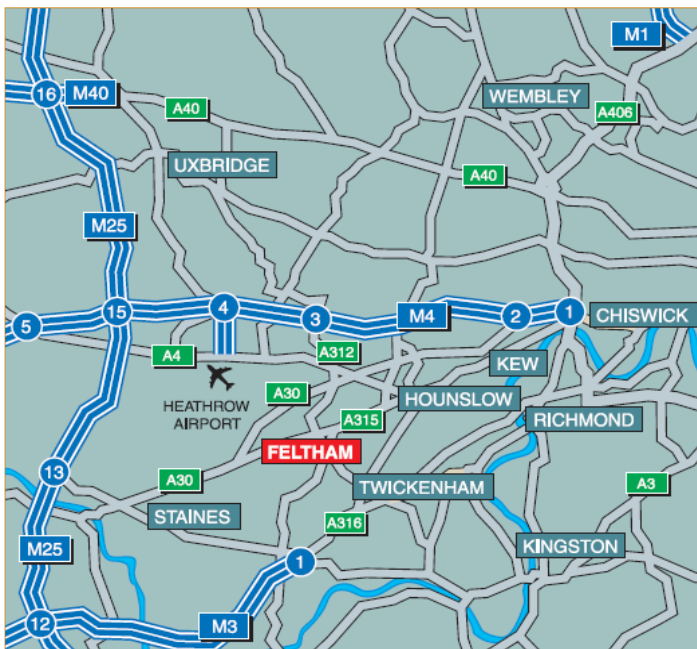 M1
16
M40
A40
WEMBLEY
A406
UXBRIDGE
A40
M25
5
15
4
3
M4
2
1
CHISWICK
A4
A312
KEW
HEATHROW
AIRPORT
A30
HOUNSLOW
A315
RICHMOND
FELTHAM
13
A30
TWICKENHAM
A3
STAINES
A316
M25
1
KINGSTON
12
M3